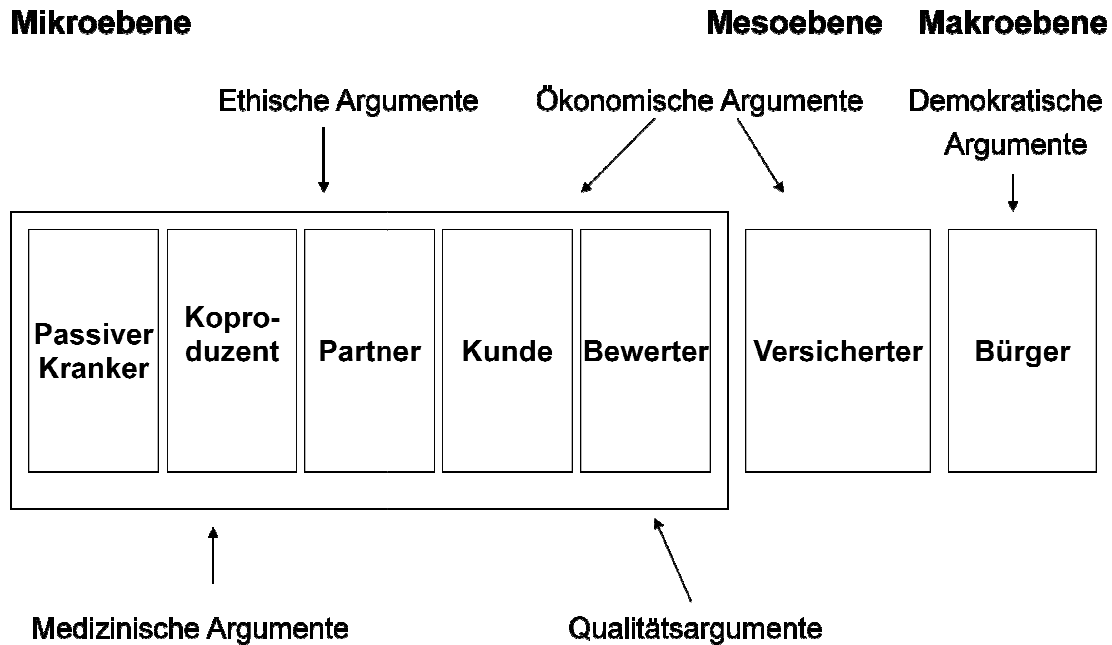 Mikroebene
Mesoebene
Makroebene
Ethische Argumente
Ökonomische Argumente
Demokratische
Argumente
Passiver
Kranker
Kopro-
duzent
Partner
Kunde
Bewerter
Versicherter
Bürger
Medizinische Argumente
Qualitätsargumente